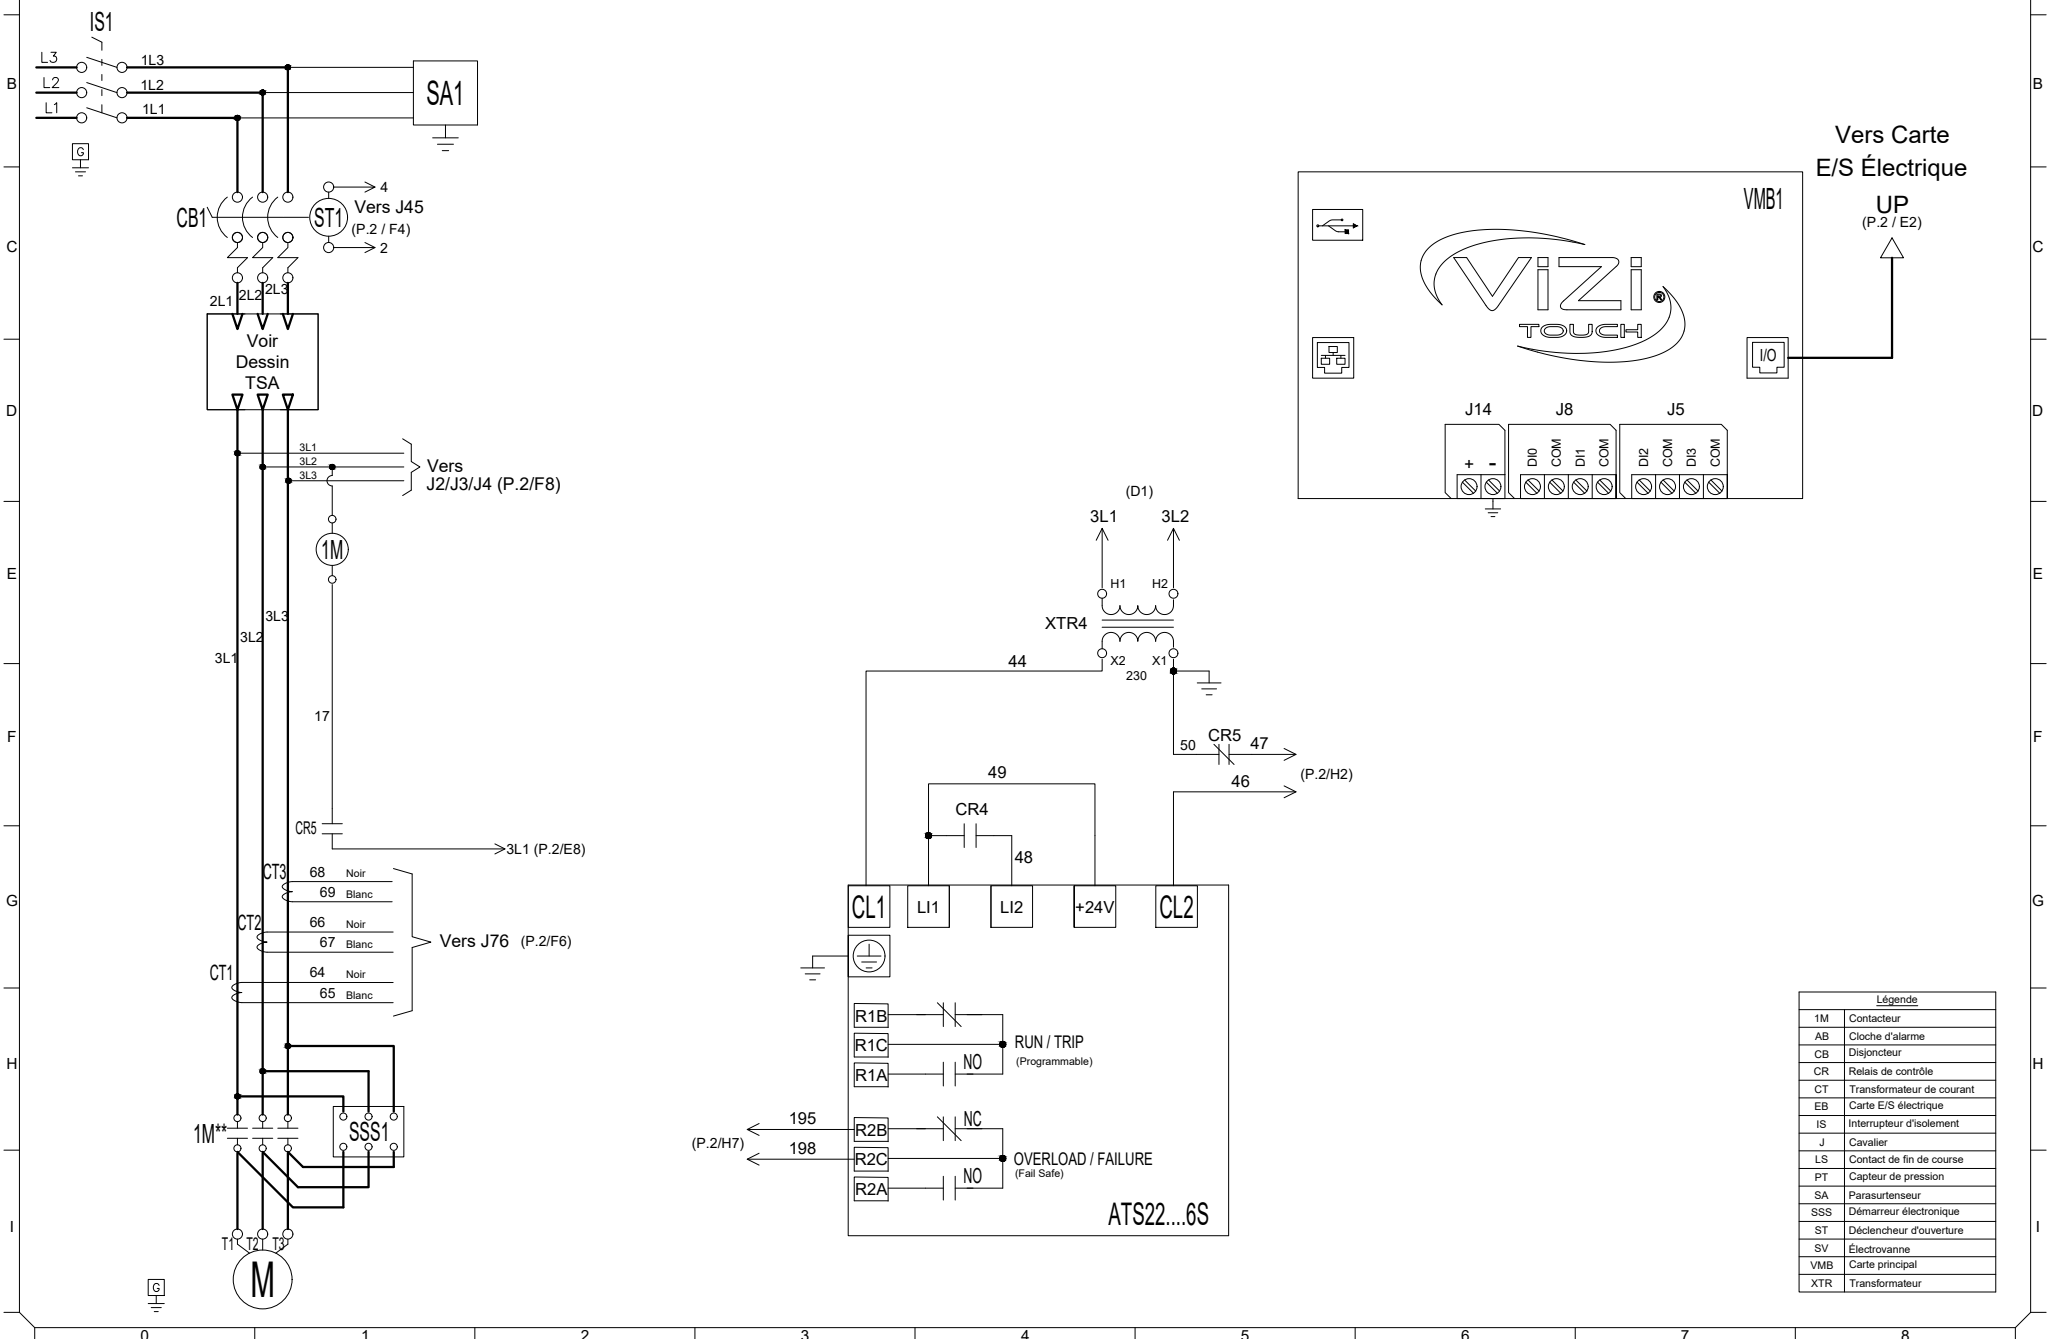 IS1
L3
1L3
L2
1L2
L1
1L1
SA1
B
B
G
CB1
ST1
4
Vers J45
(P.2 / F4)
2
C
C
2L1
2L2
2L3
Voir
Dessin
TSA
D
D
3L1
3L2
3L3
Vers
J2/J3/J4 (P.2/F8)
1M
E
E
3L3
3L2
3L1
17
F
F
CR5
3L1 (P.2/E8)
CT3
68 Noir
69 Blanc
CT2
66 Noir
67 Blanc
Vers J76 (P.2/F6)
CT1
64 Noir
65 Blanc
G
G
H
H
1M**
SSS1
I
I
T1
T2
T3
M
G
Vers Carte
E/S Électrique
UP
(P.2 / E2)
VMB1
ViZi
®
TOUCH
I/O
J14
J8
J5
+
-
DI0
COM
DI1
COM
DI2
COM
DI3
COM
(D1)
3L1
3L2
H1
H2
XTR4
X2
X1
230
44
50
CR5
47
(P.2/H2)
46
49
CR4
48
CL1
LI1
LI2
+24V
CL2
R1B
R1C
RUN / TRIP
(Programmable)
R1A
NO
195
R2B
NC
(P.2/H7)
198
R2C
OVERLOAD / FAILURE
(Fail Safe)
R2A
NO
ATS22....6S
Légende
1M Contacteur
AB Cloche d'alarme
CB Disjoncteur
CR Relais de contrôle
CT Transformateur de courant
EB Carte E/S électrique
IS Interrupteur d'isolement
J Cavalier
LS Contact de fin de course
PT Capteur de pression
SA Parasurtenseur
SSS Démarreur électronique
ST Déclencheur d'ouverture
SV Électrovanne
VMB Carte principal
XTR Transformateur
0
1
2
3
4
5
6
7
8